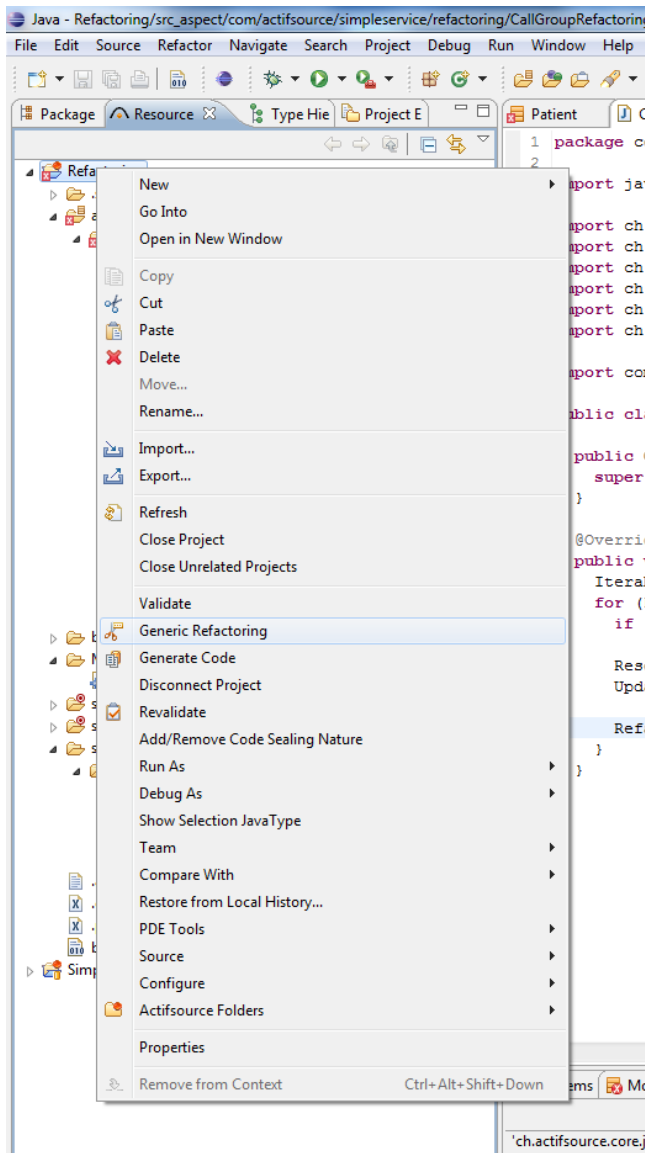 Java - Refactoring/src_aspect/com/actifsource/simpleservice/refactoring/CallGroupRefactoring
File Edit Source Refactor Navigate Search Project Debug Run Window Help
Package Resource Type Hie Project E Patient
1 package
2
Refa
New
Go Into
Open in New Window
Copy
Cut
Paste
Delete
Move...
Rename...
Import...
Export...
Refresh
Close Project
Close Unrelated Projects
Validate
Generic Refactoring
Generate Code
Disconnect Project
Revalidate
Add/Remove Code Sealing Nature
Run As
Debug As
Show Selection JavaType
Team
Compare With
Restore from Local History...
PDE Tools
Source
Configure
Actifsource Folders
Properties
Remove from Context Ctrl+Alt+Shift+Down
Simp
mport ja
mport ch
mport ch
mport ch
mport ch
mport ch
mport ch
mport co
blic cl
public
super
}
@Overri
public
Itera
for (
if
Res
Upd
Ref
}
}
ems Mo
'ch.actifsource.core.j